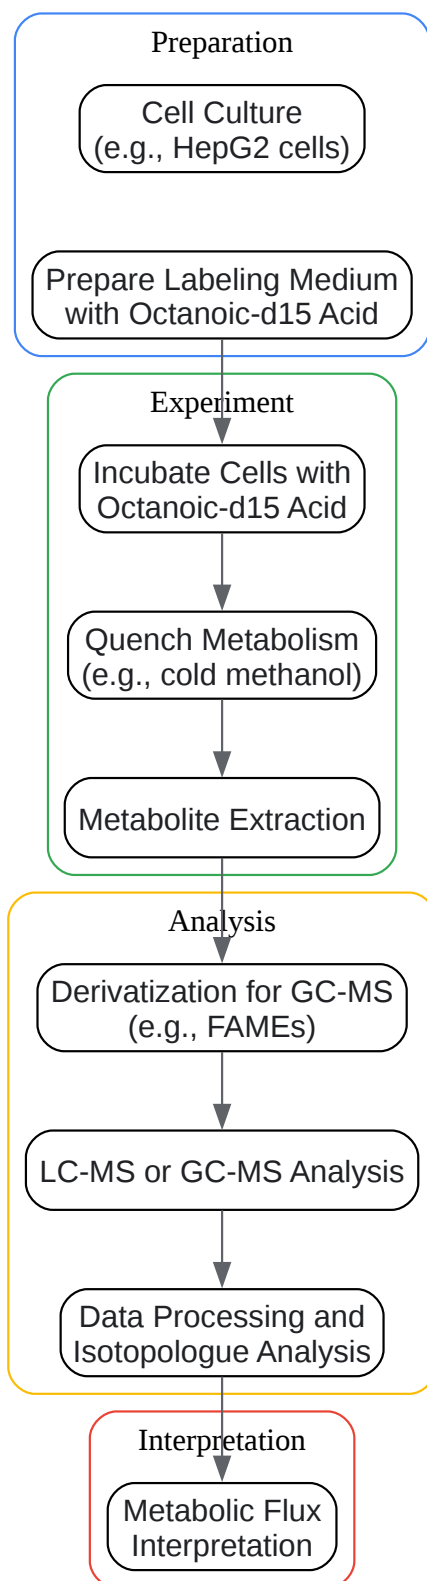 Preparation
Cell Culture
(e.g., HepG2 cells)
Prepare Labeling Medium
with Octanoic-d15 Acid
Experiment
Incubate Cells with
Octanoic-d15 Acid
Quench Metabolism
(e.g., cold methanol)
Metabolite Extraction
Analysis
Derivatization for GC-MS
(e.g., FAMEs)
LC-MS or GC-MS Analysis
Data Processing and
Isotopologue Analysis
Interpretation
Metabolic Flux
Interpretation